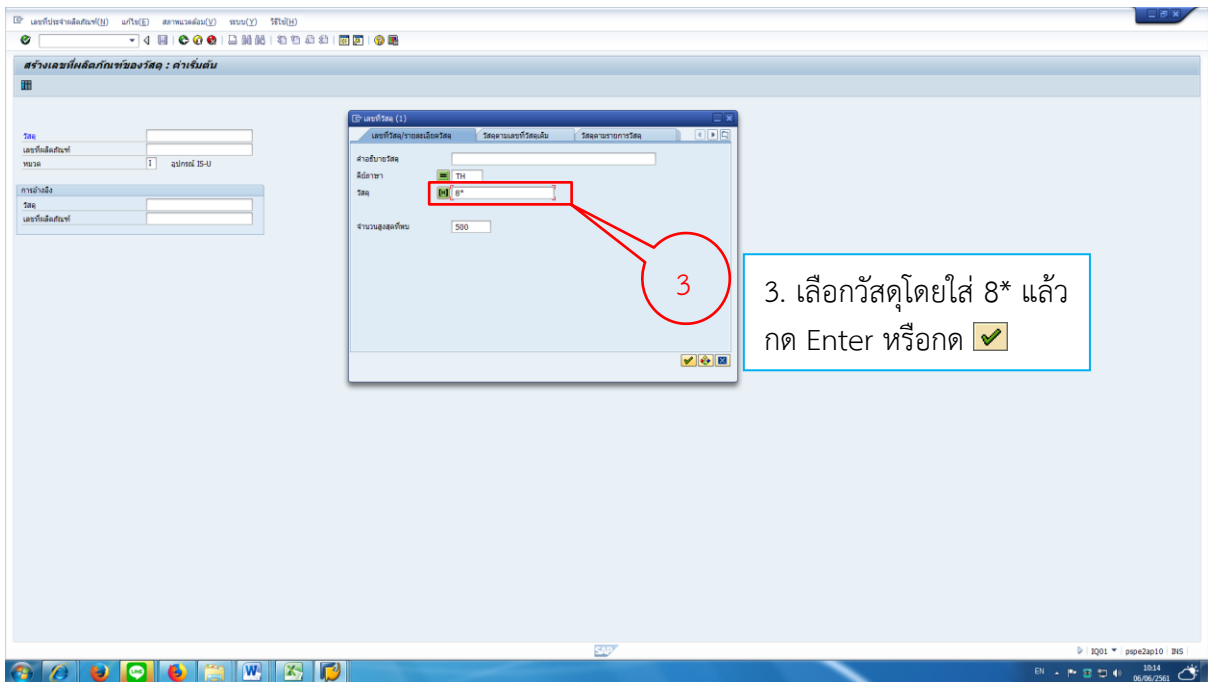 เลขที่ประจำผลิตภัณฑ์(N) แก้ไข(E) สภาพแวดล้อม(V) ระบบ(Y) วิธีใช้(H)
สร้างเลขที่ผลิตภัณฑ์ของวัสดุ : ค่าเริ่มต้น
วัสดุ
เลขที่ผลิตภัณฑ์
หมวด I อุปกรณ์ IS-U
การอ้างอิง
วัสดุ
เลขที่ผลิตภัณฑ์
เลขที่วัสดุ (1)
เลขที่วัสดุ/รายละเอียดวัสดุ วัสดุตามเลขที่วัสดุเดิม วัสดุตามรายการวัสดุ
คำอธิบายวัสดุ
คีย์ภาษา TH
วัสดุ 8*
จำนวนสูงสุดที่พบ 500
3
3. เลือกวัสดุโดยใส่ 8* แล้ว
กด Enter หรือกด
SAP
IQ01 pspe2ap10 INS
EN 10:14
06/06/2561